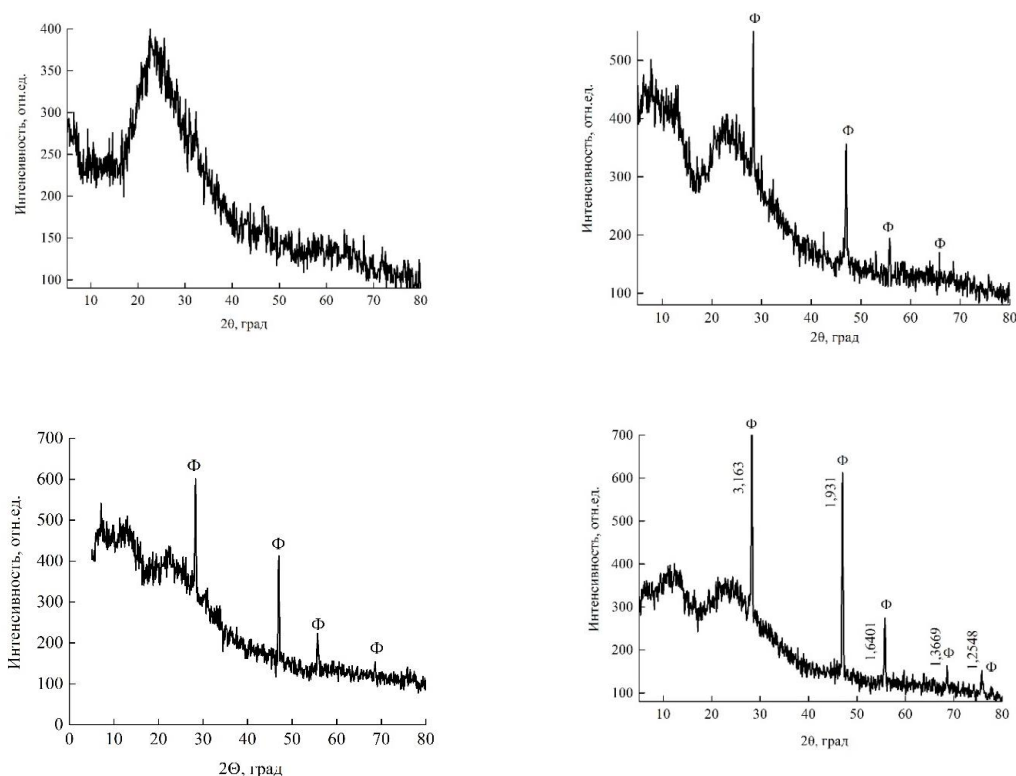 400
350
300
250
200
150
100
Интенсивность, отн.ед.
10 20 30 40 50 60 70 80
2θ, град
Ф
Ф
Ф
Ф
500
400
300
200
100
Интенсивность, отн.ед.
10 20 30 40 50 60 70 80
2θ, град
700
600
500
400
300
200
100
0
Интенсивность, отн.ед.
Ф
Ф
Ф
Ф
0 10 20 30 40 50 60 70 80
2Θ, град
700
600
500
400
300
200
100
Интенсивность, отн.ед.
Ф
3,163
Ф
1,931
Ф
1,6401
Ф
1,3669
Ф
1,2548
10 20 30 40 50 60 70 80
2θ, град